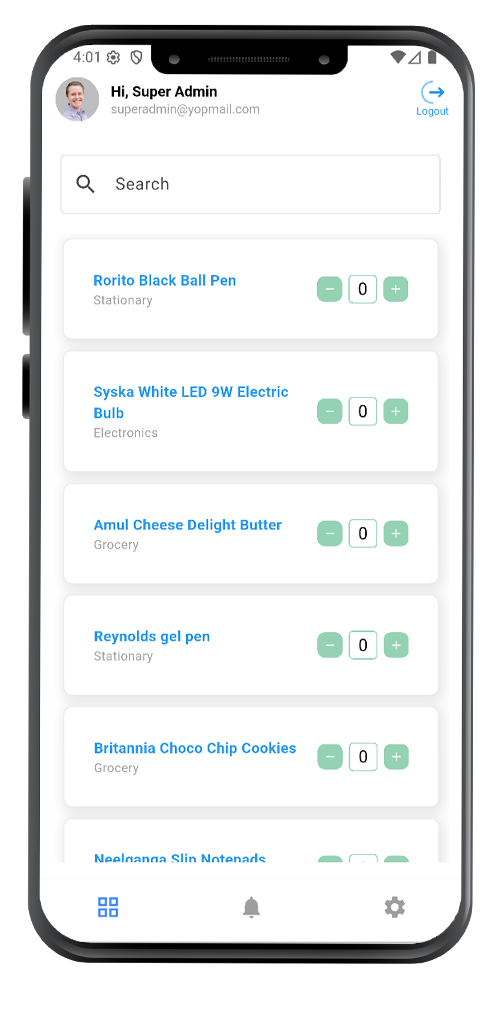 4:01
Hi, Super Admin
superadmin@yopmail.com
Logout
Search
Rorito Black Ball Pen
Stationary
− 0 +
Syska White LED 9W Electric
Bulb
Electronics
− 0 +
Amul Cheese Delight Butter
Grocery
− 0 +
Reynolds gel pen
Stationary
− 0 +
Britannia Choco Chip Cookies
Grocery
− 0 +
Neelganga Slip Notepads